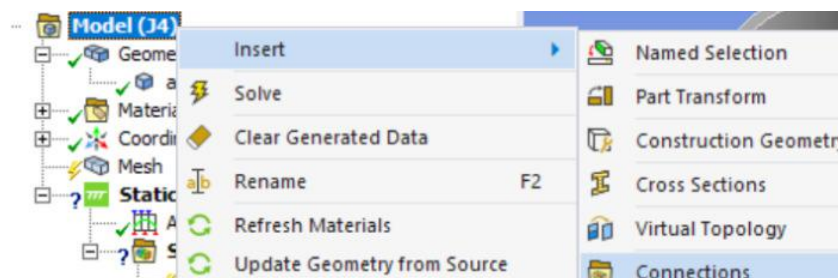 Model (J4)
Geome
a
Materia
Coordin
Mesh
Static
A
S
Insert
Solve
Clear Generated Data
Rename F2
Refresh Materials
Update Geometry from Source
Named Selection
Part Transform
Construction Geometry
Cross Sections
Virtual Topology
Connections